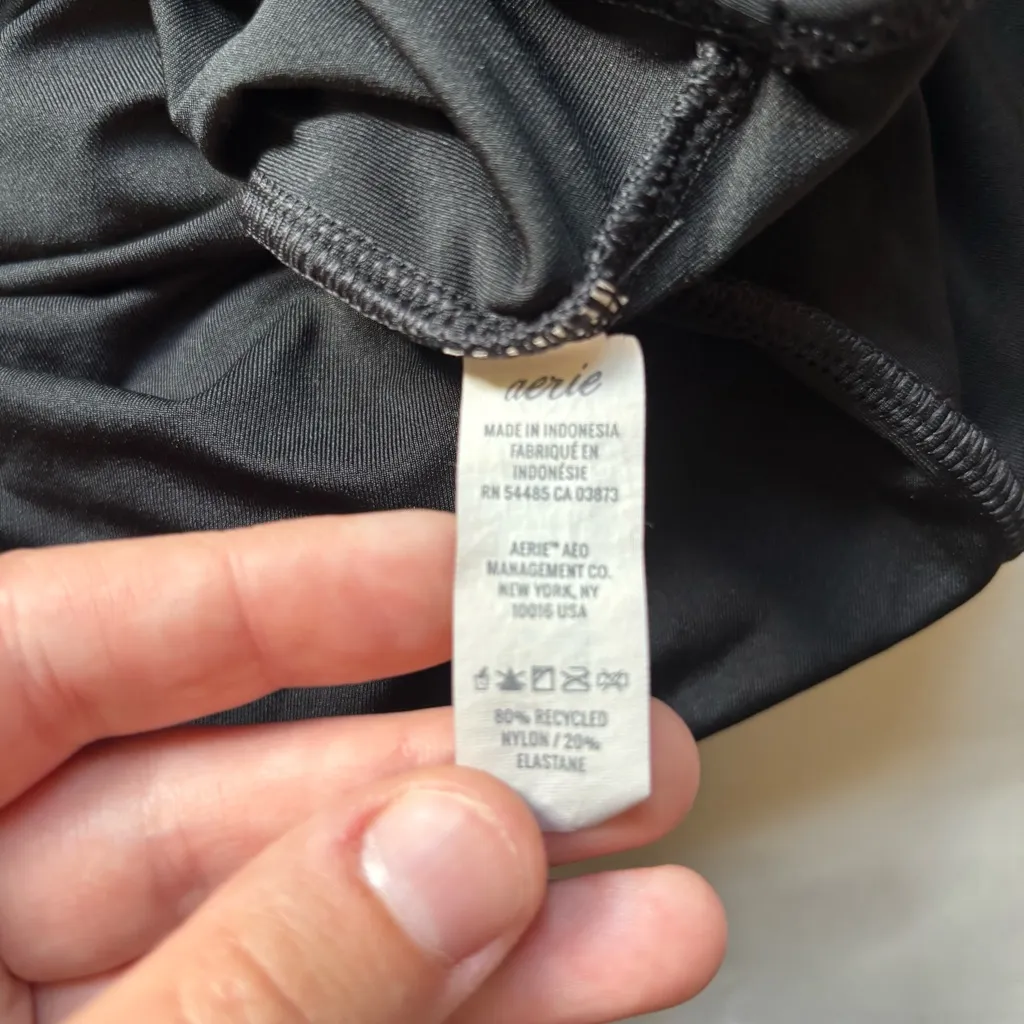 aerie
MADE IN INDONESIA
FABRIQUÉ EN
INDONÉSIE
RN 54485 CA 03873
AERIE™ AEO
MANAGEMENT CO.
NEW YORK, NY
10016 USA
80% RECYCLED
NYLON / 20%
ELASTANE